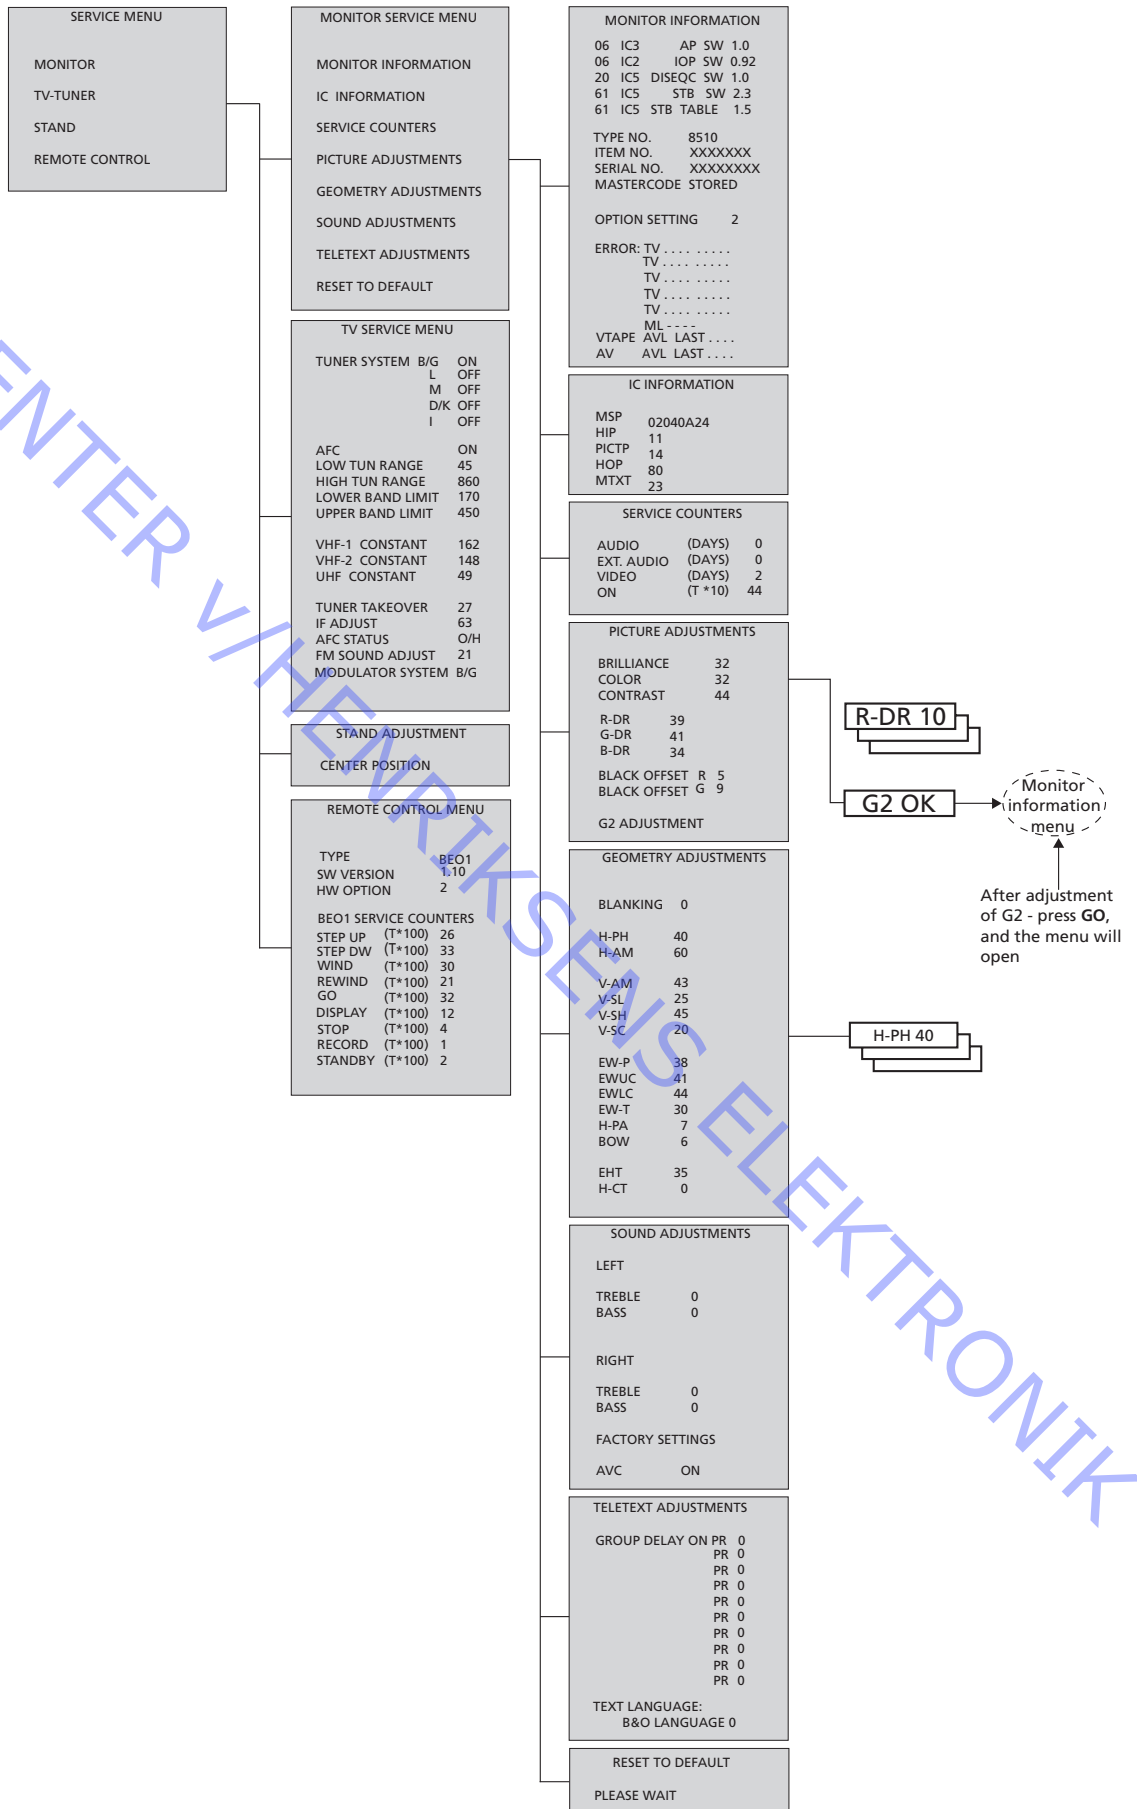 SERVICE MENU
MONITOR
TV-TUNER
STAND
REMOTE CONTROL
MONITOR SERVICE MENU
MONITOR INFORMATION
IC INFORMATION
SERVICE COUNTERS
PICTURE ADJUSTMENTS
GEOMETRY ADJUSTMENTS
SOUND ADJUSTMENTS
TELETEXT ADJUSTMENTS
RESET TO DEFAULT
TV SERVICE MENU
TUNER SYSTEM B/G ON
L OFF
M OFF
D/K OFF
I OFF
AFC ON
LOW TUN RANGE 45
HIGH TUN RANGE 860
LOWER BAND LIMIT 170
UPPER BAND LIMIT 450
VHF-1 CONSTANT 162
VHF-2 CONSTANT 148
UHF CONSTANT 49
TUNER TAKEOVER 27
IF ADJUST 63
AFC STATUS O/H
FM SOUND ADJUST 21
MODULATOR SYSTEM B/G
STAND ADJUSTMENT
CENTER POSITION
REMOTE CONTROL MENU
TYPE BEO1
SW VERSION 1.10
HW OPTION 2
BEO1 SERVICE COUNTERS
STEP UP (T*100) 26
STEP DW (T*100) 33
WIND (T*100) 30
REWIND (T*100) 21
GO (T*100) 32
DISPLAY (T*100) 12
STOP (T*100) 4
RECORD (T*100) 1
STANDBY (T*100) 2
MONITOR INFORMATION
06 IC3 AP SW 1.0
06 IC2 IOP SW 0.92
20 IC5 DISEQC SW 1.0
61 IC5 STB SW 2.3
61 IC5 STB TABLE 1.5
TYPE NO. 8510
ITEM NO. XXXXXXX
SERIAL NO. XXXXXXXX
MASTERCODE STORED
OPTION SETTING 2
ERROR: TV . . . . . . . . .
TV . . . . . . . . .
TV . . . . . . . . .
TV . . . . . . . . .
TV . . . . . . . . .
ML - - - -
VTAPE AVL LAST . . . .
AV AVL LAST . . . .
IC INFORMATION
MSP 02040A24
HIP 11
PICTP 14
HOP 80
MTXT 23
SERVICE COUNTERS
AUDIO (DAYS) 0
EXT. AUDIO (DAYS) 0
VIDEO (DAYS) 2
ON (T *10) 44
PICTURE ADJUSTMENTS
BRILLIANCE 32
COLOR 32
CONTRAST 44
R-DR 39
G-DR 41
B-DR 34
BLACK OFFSET R 5
BLACK OFFSET G 9
G2 ADJUSTMENT
GEOMETRY ADJUSTMENTS
BLANKING 0
H-PH 40
H-AM 60
V-AM 43
V-SL 25
V-SH 45
V-SC 20
EW-P 38
EWUC 41
EWLC 44
EW-T 30
H-PA 7
BOW 6
EHT 35
H-CT 0
SOUND ADJUSTMENTS
LEFT
TREBLE 0
BASS 0
RIGHT
TREBLE 0
BASS 0
FACTORY SETTINGS
AVC ON
TELETEXT ADJUSTMENTS
GROUP DELAY ON PR 0
PR 0
PR 0
PR 0
PR 0
PR 0
PR 0
PR 0
PR 0
PR 0
TEXT LANGUAGE:
B&O LANGUAGE 0
RESET TO DEFAULT
PLEASE WAIT
R-DR 10
G2 OK
Monitor
information
menu
After adjustment
of G2 - press GO,
and the menu will
open
H-PH 40
ENTER v/HENRIKSENS ELEKTRONIK